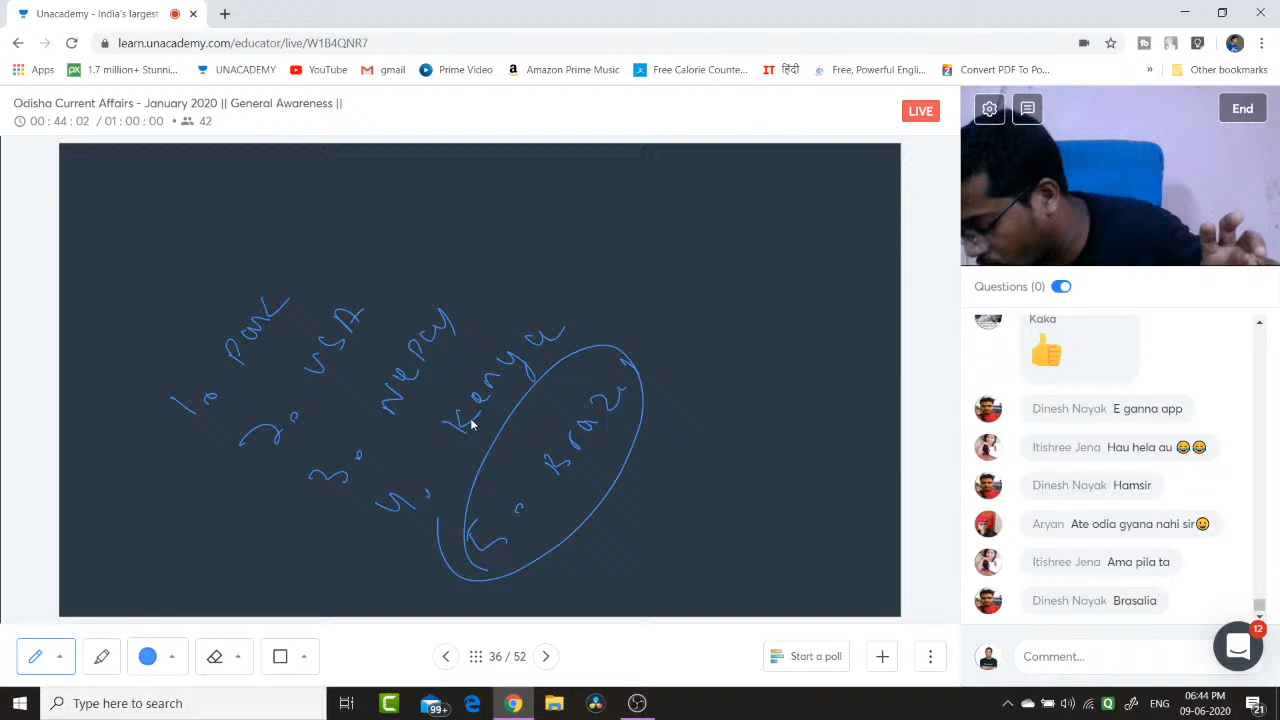 Unacademy - India's largest
learn.unacademy.com/educator/live/W1B4QNR7
Apps
1.7 million+ Stunni...
UNACADEMY
YouTube
gmail
Prime Video
Amazon Prime Music
Free Calorie Counte...
IT हिंदी
Free, Powerful Engli...
Convert PDF To Po...
»
Other bookmarks
Odisha Current Affairs - January 2020 || General Awareness ||
00 : 44 : 02 / 01 : 00 : 00 • 42
LIVE
End
1. pak
2. USA
3. Nepal
4. Kenya
5. Brazil
Questions (0)
Kaka
Dinesh Nayak E ganna app
Itishree Jena Hau hela au 😂😂
Dinesh Nayak Hamsir
Aryan Ate odia gyana nahi sir😀
Itishree Jena Ama pila ta
Dinesh Nayak Brasalia
12
Comment...
36 / 52
Start a poll
Type here to search
99+
06:44 PM
09-06-2020
21